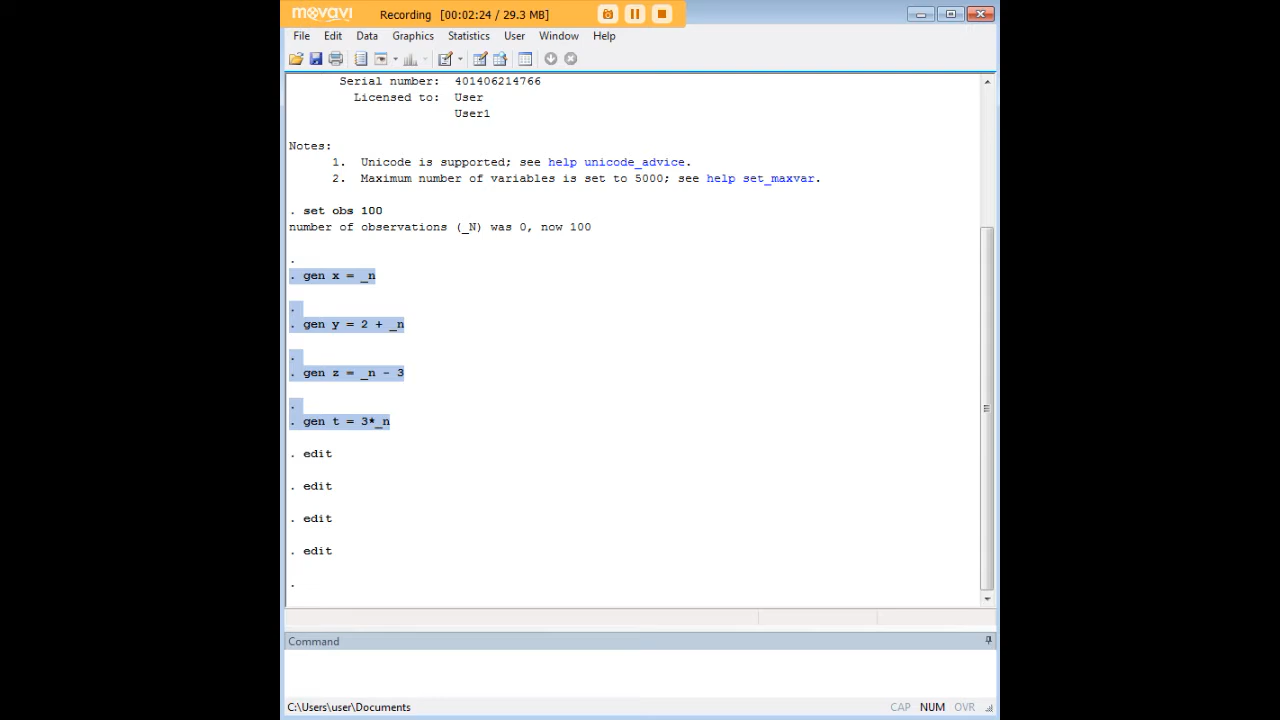 movavi Recording [00:02:24 / 29.3 MB]
File Edit Data Graphics Statistics User Window Help
Serial number: 401406214766
Licensed to: User
User1
Notes:
1. Unicode is supported; see help unicode_advice.
2. Maximum number of variables is set to 5000; see help set_maxvar.
. set obs 100
number of observations (_N) was 0, now 100
.
. gen x = _n
.
. gen y = 2 + _n
.
. gen z = _n - 3
.
. gen t = 3*_n
. edit
. edit
. edit
. edit
.
Command
C:\Users\user\Documents CAP NUM OVR